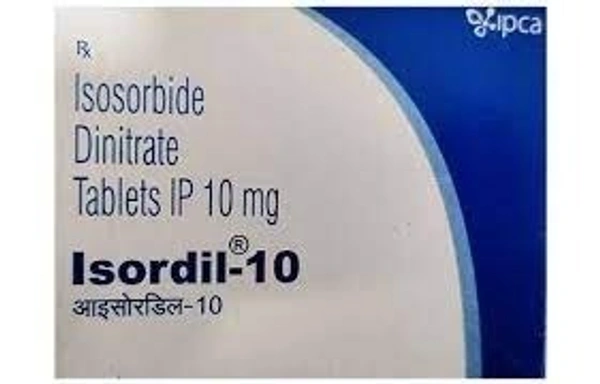 ipca
Rx
Isosorbide
Dinitrate
Tablets IP 10 mg
Isordil®-10
आइसोरडिल-10